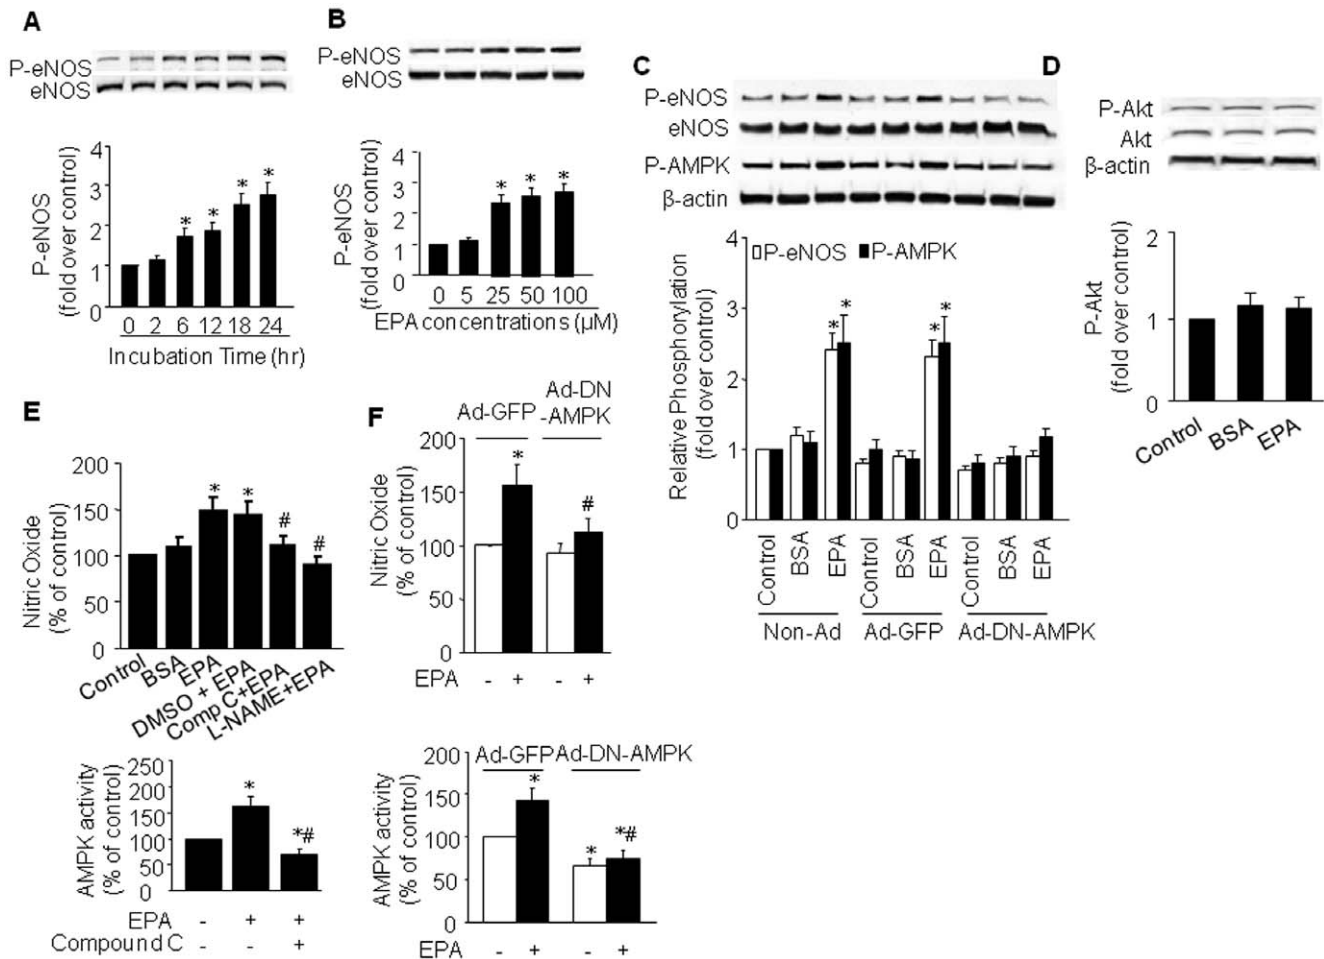 A
P-eNOS
eNOS
4
3
2
1
0
P-eNOS
(fold over control)
* * * *
0 2 6 12 18 24
Incubation Time (hr)
B
P-eNOS
eNOS
4
3
2
1
0
P-eNOS
(fold over control)
* * *
0 5 25 50 100
EPA concentrations (µM)
C
P-eNOS
eNOS
P-AMPK
β-actin
4
3
2
1
0
Relative Phosphorylation
(fold over control)
P-eNOS P-AMPK
* * * *
Control BSA EPA Control BSA EPA Control BSA EPA
Non-Ad Ad-GFP Ad-DN-AMPK
D
P-Akt
Akt
β-actin
2
1
0
P-Akt
(fold over control)
Control BSA EPA
E
200
150
100
50
0
Nitric Oxide
(% of control)
* * # #
Control BSA EPA DMSO + EPA Comp C+EPA L-NAME+EPA
250
200
150
100
50
0
AMPK activity
(% of control)
* *#
EPA - + +
Compound C - - +
F
Ad-GFP Ad-DN
-AMPK
200
150
100
50
0
Nitric Oxide
(% of control)
* #
EPA - + - +
200
150
100
50
0
AMPK activity
(% of control)
Ad-GFP Ad-DN-AMPK
* * *#
EPA - + - +